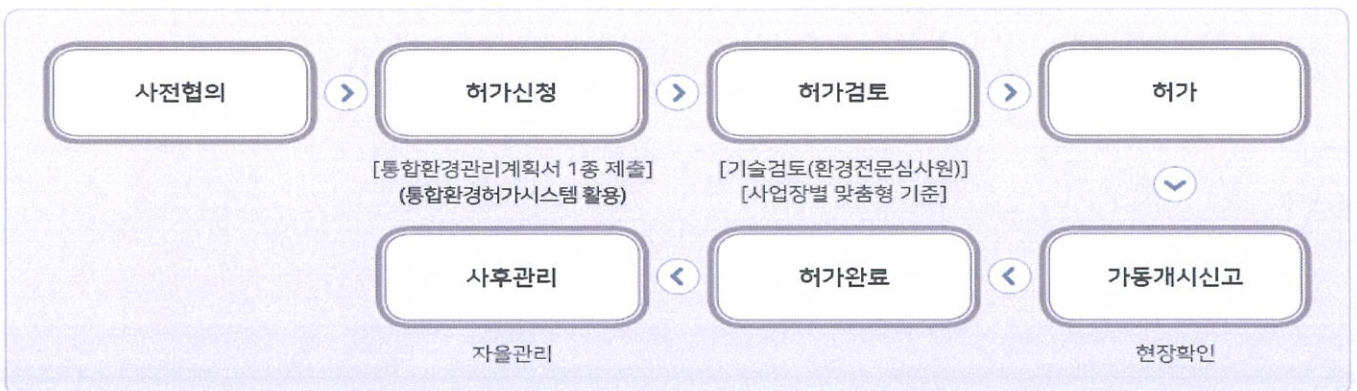 사전협의
허가신청
허가검토
허가
[통합환경관리계획서 1종 제출]
(통합환경허가시스템 활용)
[기술검토(환경전문심사원)]
[사업장별 맞춤형 기준]
사후관리
허가완료
가동개시신고
자율관리
현장확인